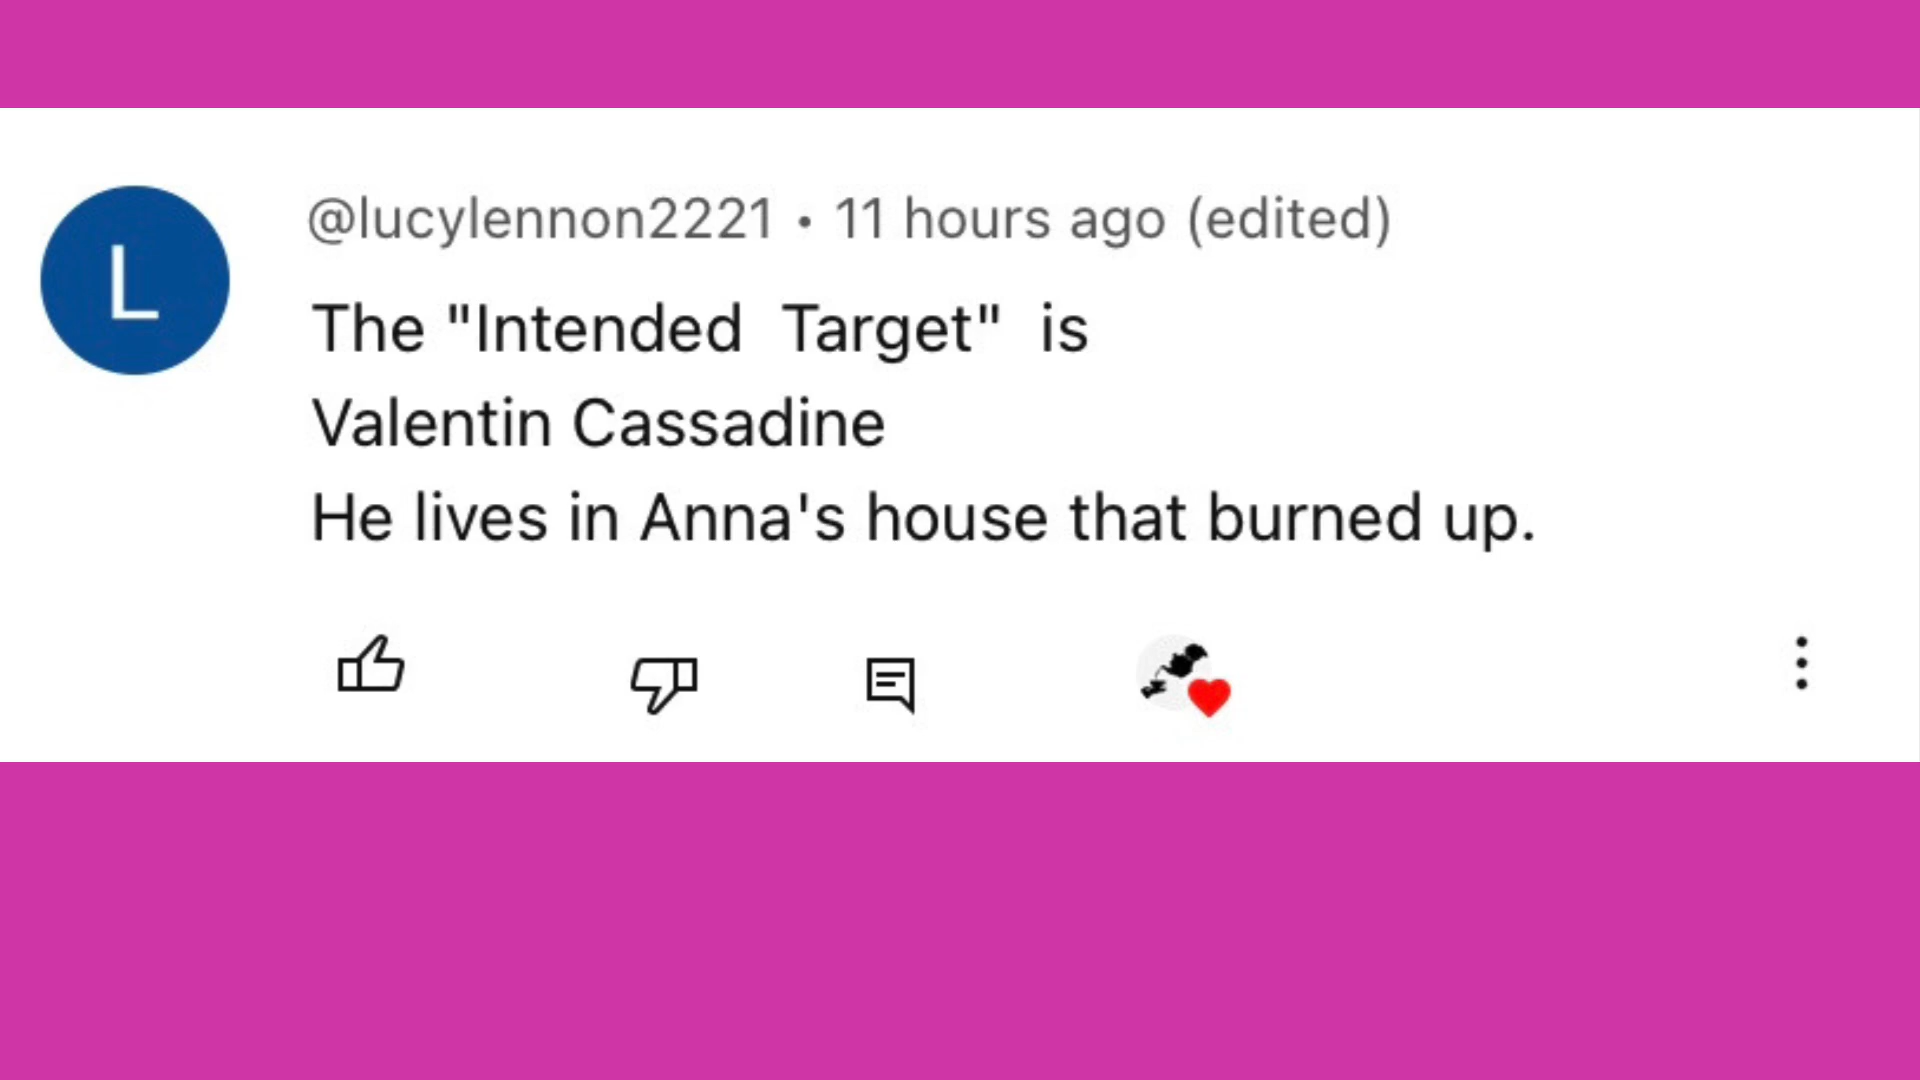 L
@lucylennon2221 • 11 hours ago (edited)
The "Intended  Target"  is
Valentin Cassadine
He lives in Anna's house that burned up.